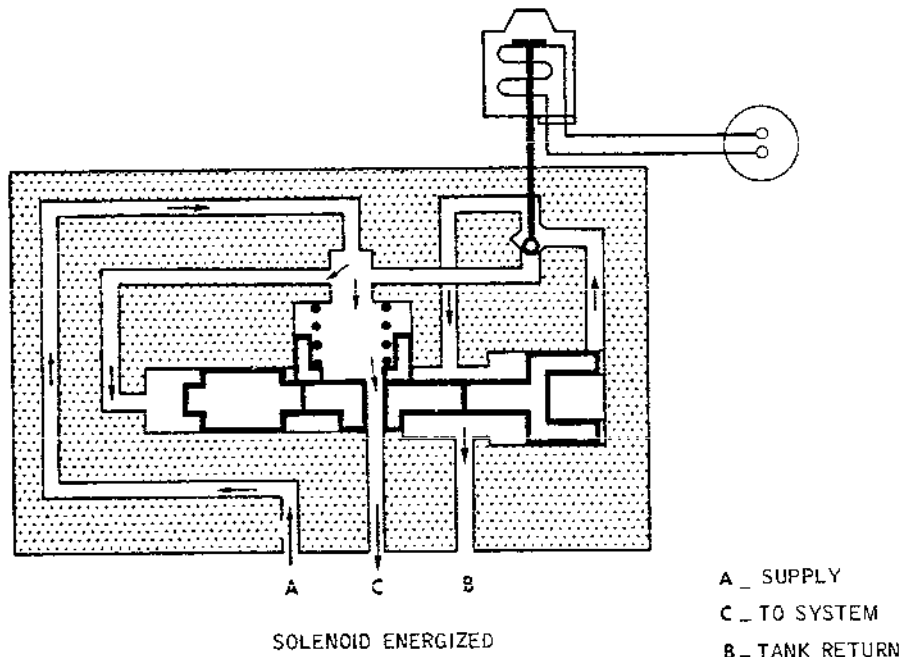 A C B
SOLENOID ENERGIZED
A _ SUPPLY
C _ TO SYSTEM
B _ TANK RETURN